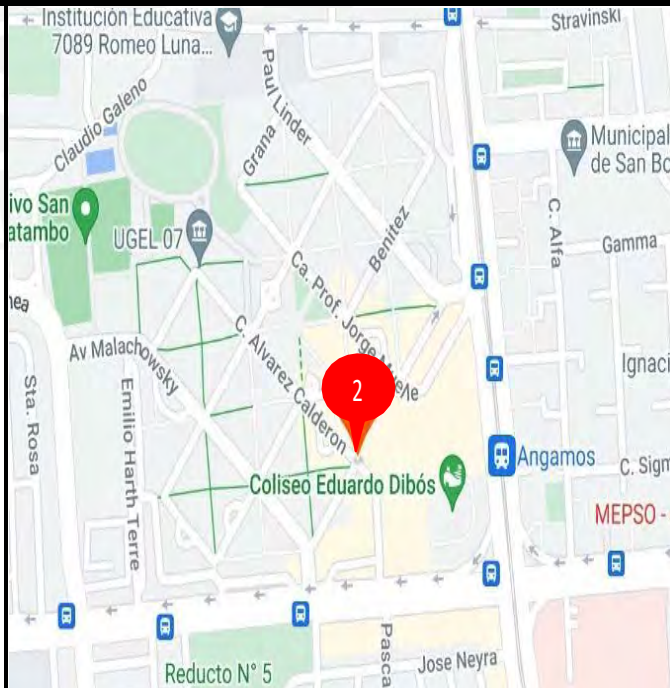 Institución Educativa
7089 Romeo Luna...
Stravinski
Paul Linder
Claudio Galeno
Grana
Municipal
de San Bo
ivo San
atambo
UGEL 07
Benitez
C. Alfa
Gamma
Ca. Prof. Jorge Muelle
nea
Av Malachowsky
C. Alvarez Calderon
Ignaci
Sta. Rosa
Emilio Harth Terre
2
Angamos
C. Sigm
Coliseo Eduardo Dibós
MEPSO -
Pasca
Jose Neyra
Reducto N° 5